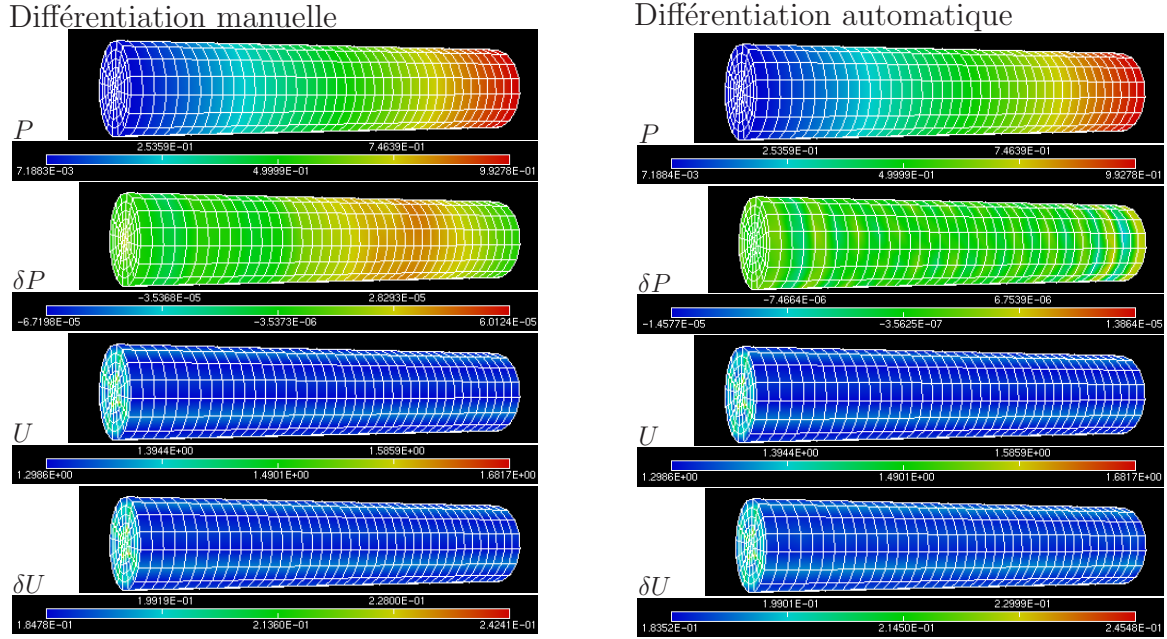 Différentiation manuelle
P
2.5359E-01 7.4639E-01
7.1883E-03 4.9999E-01 9.9278E-01
δP
-3.5368E-05 2.8293E-05
-6.7198E-05 -3.5373E-06 6.0124E-05
U
1.3944E+00 1.5859E+00
1.2986E+00 1.4901E+00 1.6817E+00
δU
1.9919E-01 2.2800E-01
1.8478E-01 2.1360E-01 2.4241E-01
Différentiation automatique
P
2.5359E-01 7.4639E-01
7.1884E-03 4.9999E-01 9.9278E-01
δP
-7.4664E-06 6.7539E-06
-1.4577E-05 -3.5625E-07 1.3864E-05
U
1.3944E+00 1.5859E+00
1.2986E+00 1.4901E+00 1.6817E+00
δU
1.9901E-01 2.2999E-01
1.8352E-01 2.1450E-01 2.4548E-01